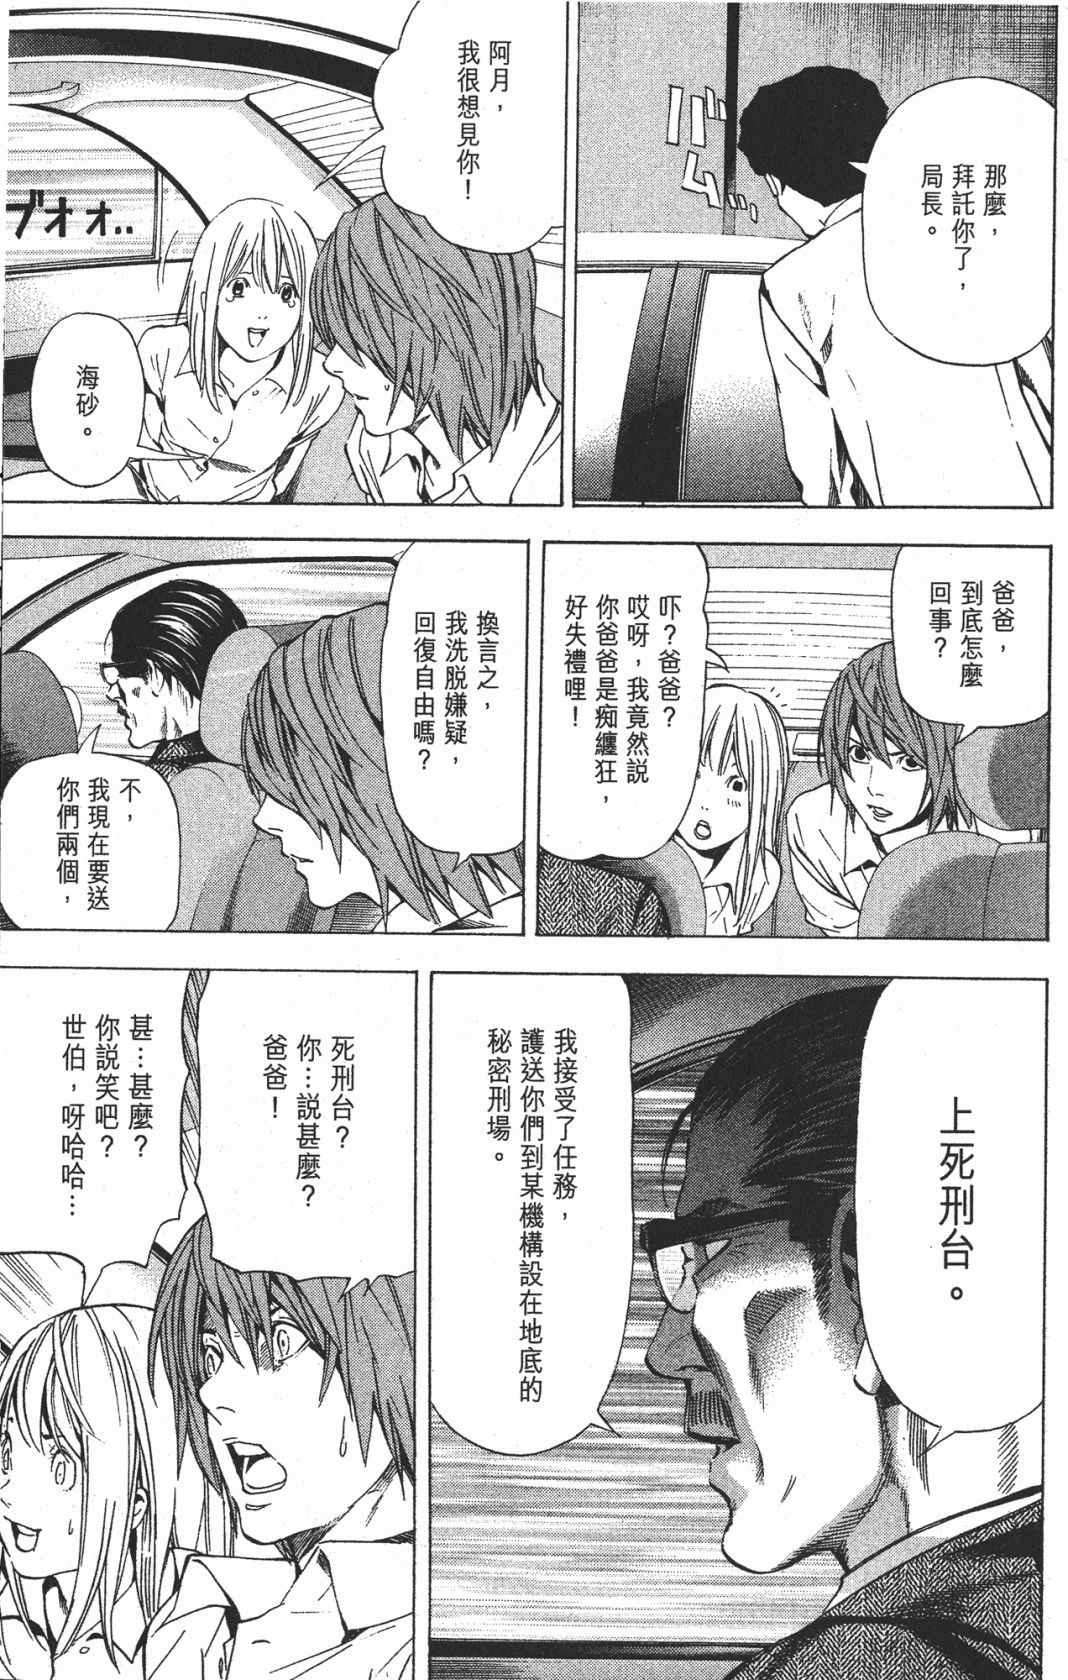 那麼，
拜託你了，
局長。
バムッ
阿月，
我很想見你！
ブオォ..
海砂。
爸爸，
到底怎麼
回事？
吓？爸爸？
哎呀，我竟然說
你爸爸是痴纏狂，
好失禮哩！
換言之，
我洗脫嫌疑，
回復自由嗎？
不，
我現在要送
你們兩個，
上死刑台。
我接受了任務，
護送你們到某機構設在地底的
秘密刑場。
死刑台？
你…說甚麼？
爸爸！
甚…甚麼？
你說笑吧？
世伯，呀哈哈…